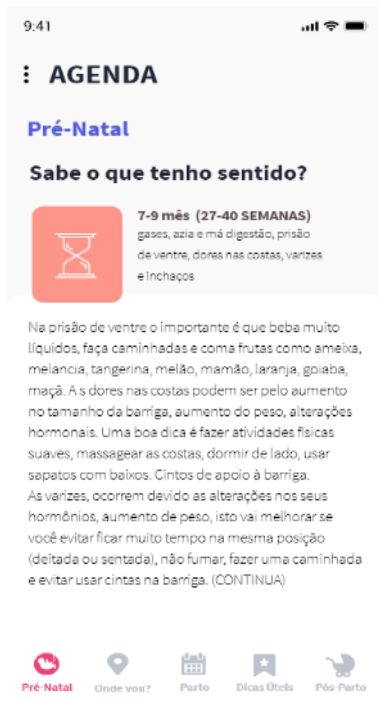 9:41
AGENDA
Pré-Natal
Sabe o que tenho sentido?
7-9 mês (27-40 SEMANAS)
gases, azia e má digestão, prisão
de ventre, dores nas costas, varizes
e inchaços
Na prisão de ventre o importante é que beba muito
líquidos, faça caminhadas e coma frutas como ameixa,
melancia, tangerina, melão, mamão, laranja, goiaba,
maçã. A s dores nas costas podem ser pelo aumento
no tamanho da barriga, aumento do peso, alterações
hormonais. Uma boa dica é fazer atividades físicas
suaves, massagear as costas, dormir de lado, usar
sapatos com baixos. Cintos de apoio à barriga.
As varizes, ocorrem devido as alterações nos seus
hormônios, aumento de peso, isto vai melhorar se
você evitar ficar muito tempo na mesma posição
(deitada ou sentada), não fumar, fazer uma caminhada
e evitar usar cintas na barriga. (CONTINUA)
Pré-Natal
Onde vou?
Parto
Dicas Úteis
Pós-Parto